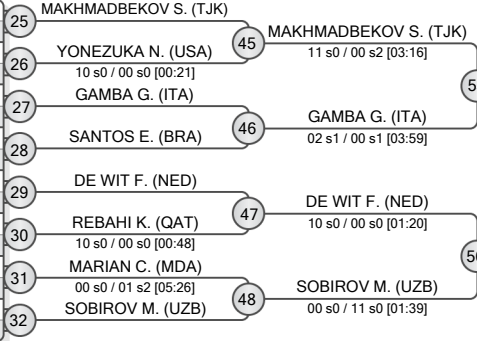 25
MAKHMADBEKOV S. (TJK)
26
YONEZUKA N. (USA)
10 s0 / 00 s0 [00:21]
27
GAMBA G. (ITA)
28
SANTOS E. (BRA)
29
DE WIT F. (NED)
30
REBAHI K. (QAT)
10 s0 / 00 s0 [00:48]
31
MARIAN C. (MDA)
00 s0 / 01 s2 [05:26]
32
SOBIROV M. (UZB)
45
MAKHMADBEKOV S. (TJK)
11 s0 / 00 s2 [03:16]
46
GAMBA G. (ITA)
02 s1 / 00 s1 [03:59]
47
DE WIT F. (NED)
10 s0 / 00 s0 [01:20]
48
SOBIROV M. (UZB)
00 s0 / 11 s0 [01:39]